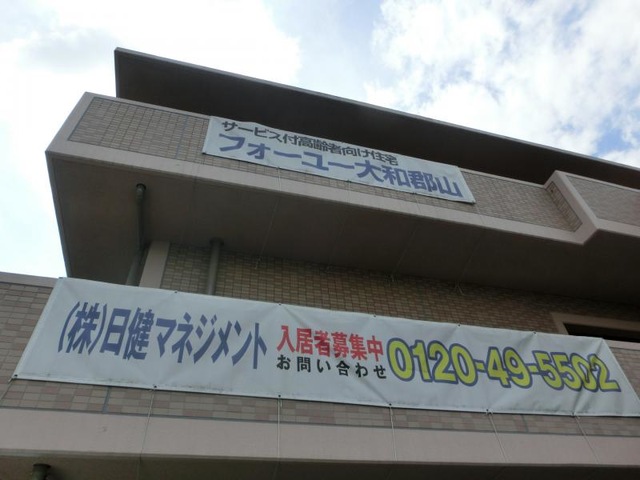 サービス付高齢者向け住宅
フォーユー大和郡山
(株)日健マネジメント
入居者募集中
お問い合わせ
0120-49-5502